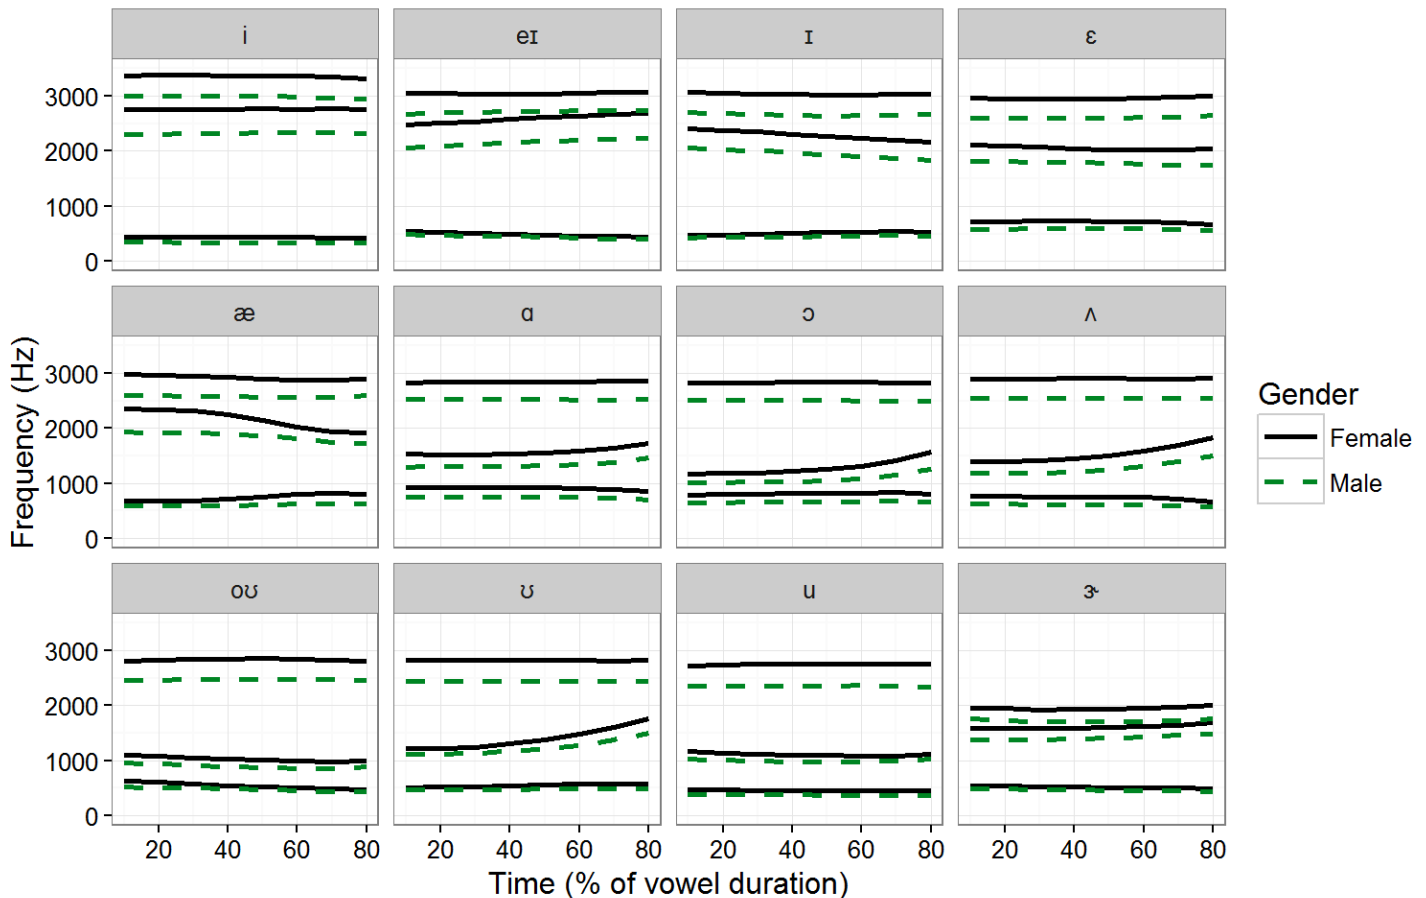 i eɪ ɪ ɛ
3000
2000
1000
0
æ ɑ ɔ ʌ
3000
2000
1000
0
oʊ ʊ u ɝ
3000
2000
1000
0
20 40 60 80 20 40 60 80 20 40 60 80 20 40 60 80
Time (% of vowel duration)
Frequency (Hz)
Gender
Female
Male